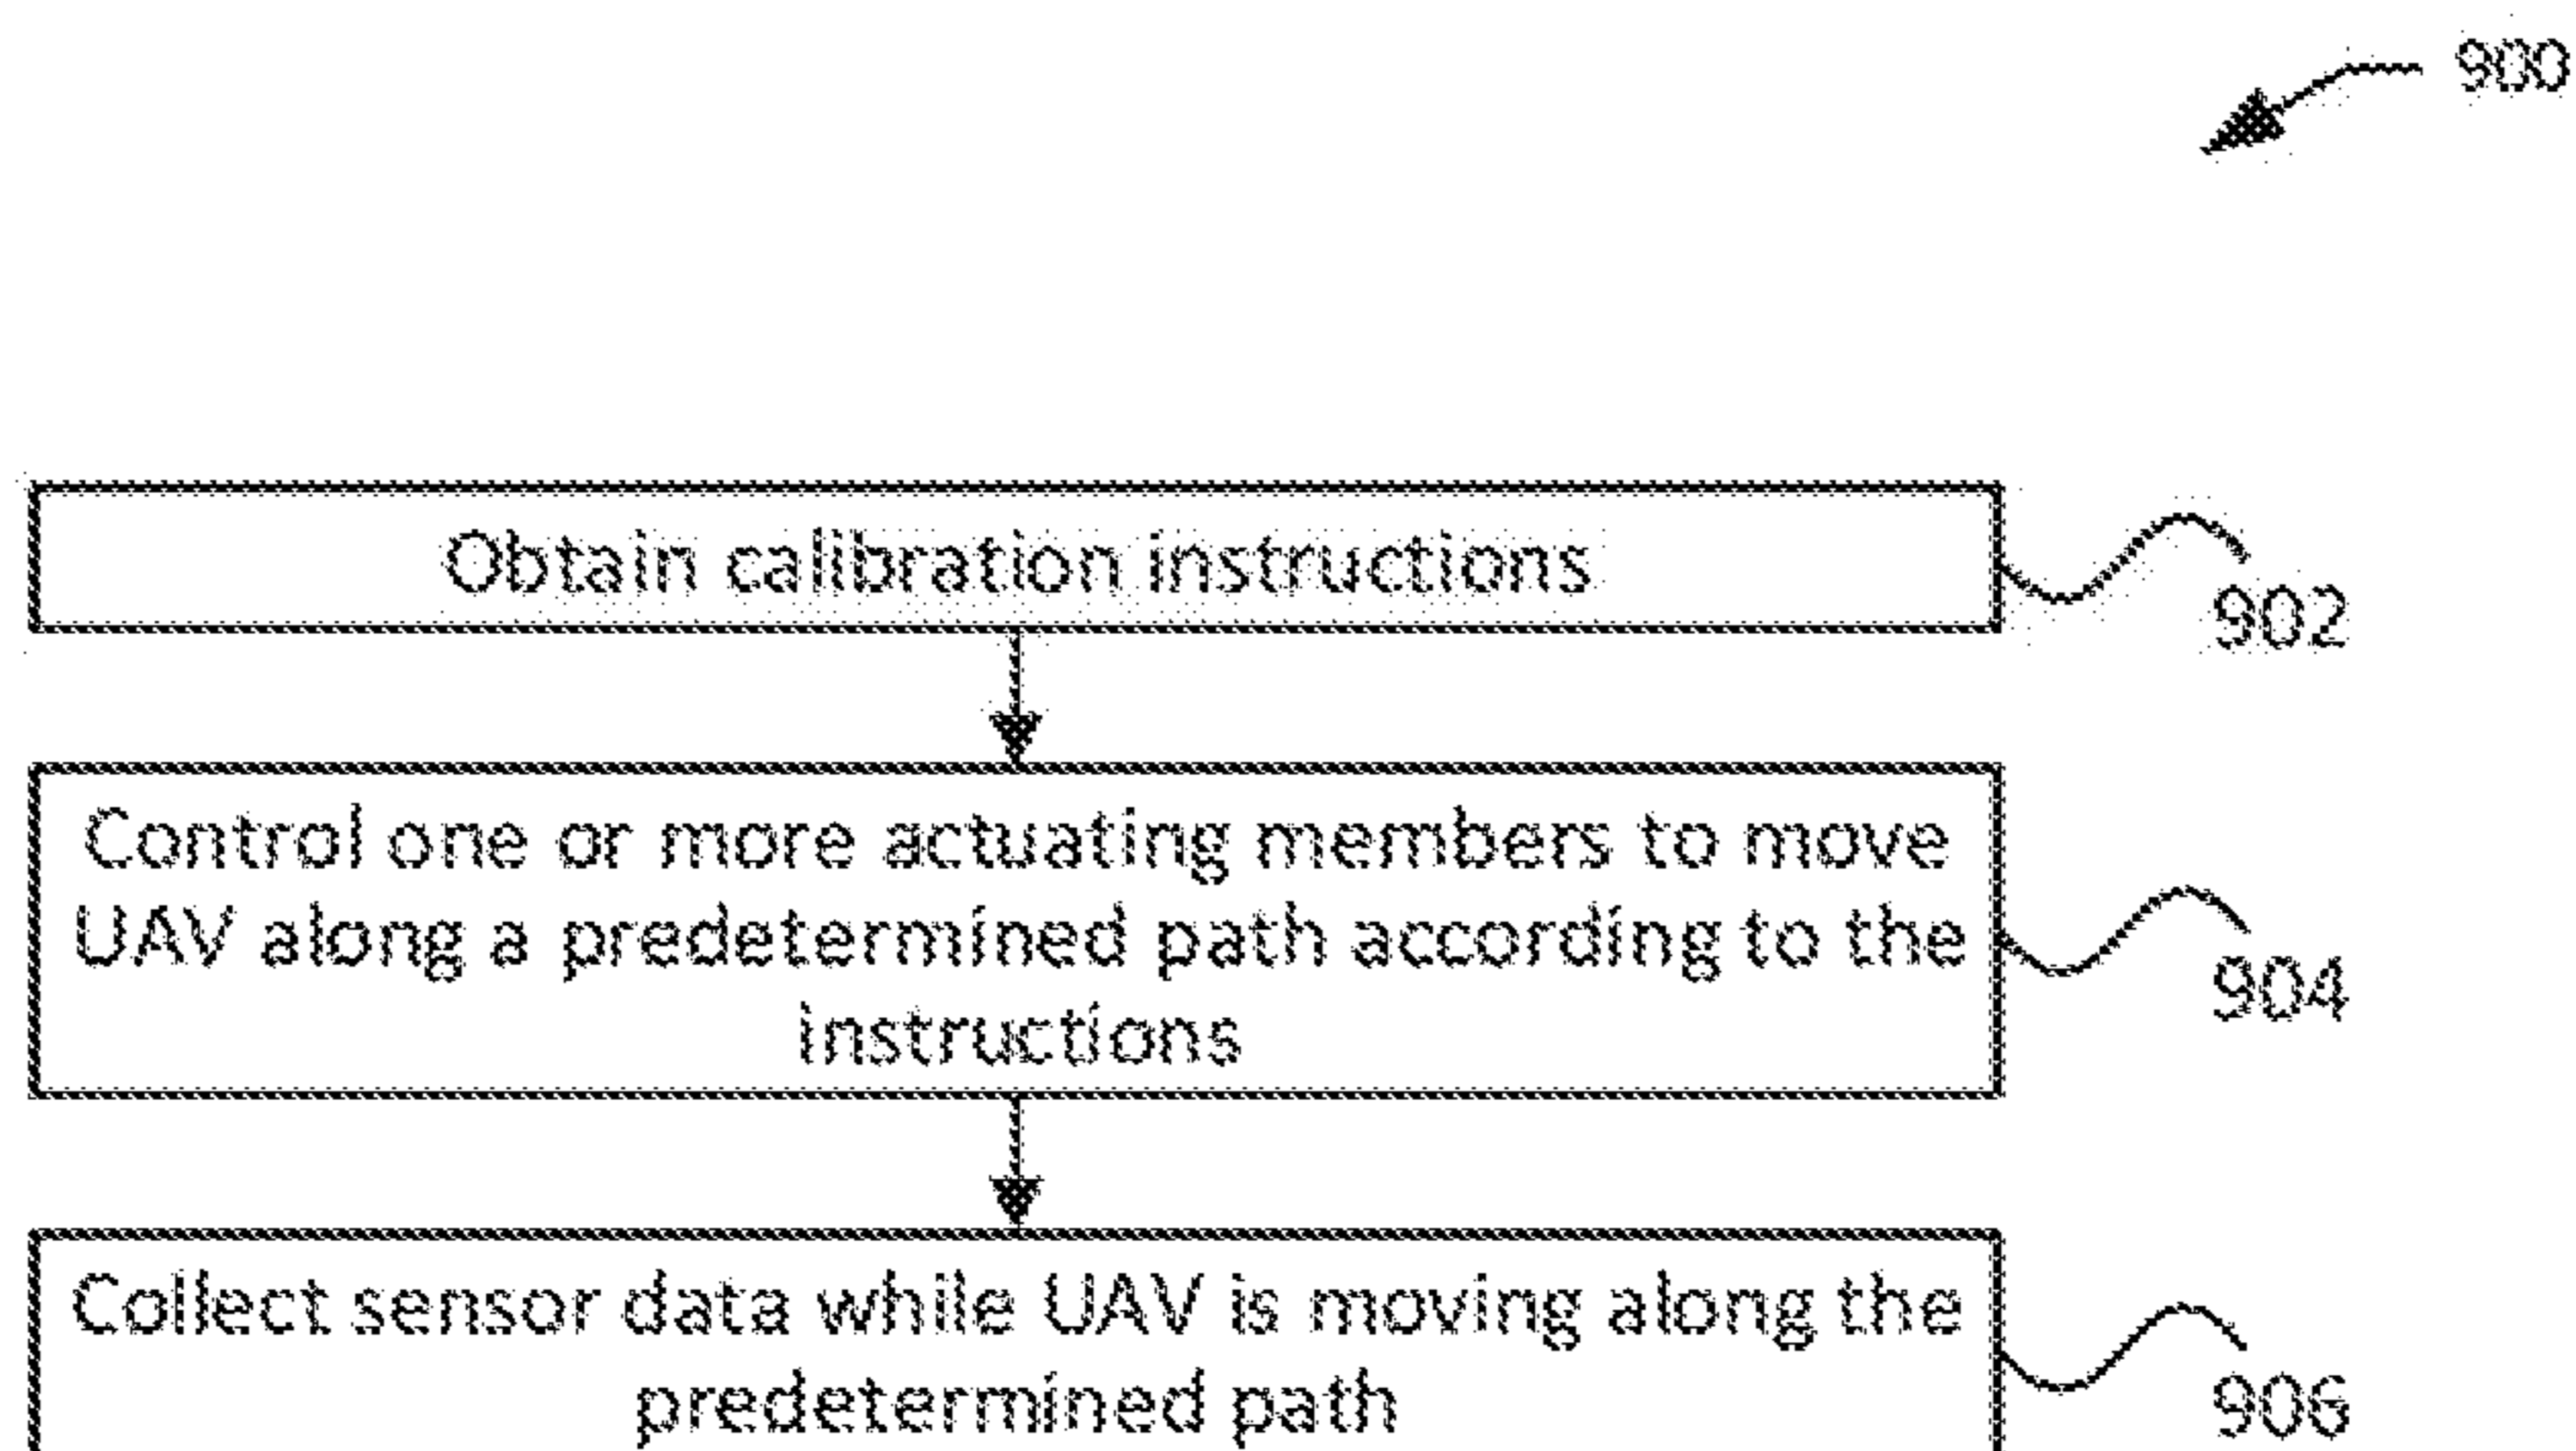 900
Obtain calibration instructions
902
Control one or more actuating members to move
UAV along a predetermined path according to the
instructions
904
Collect sensor data while UAV is moving along the
predetermined path
906